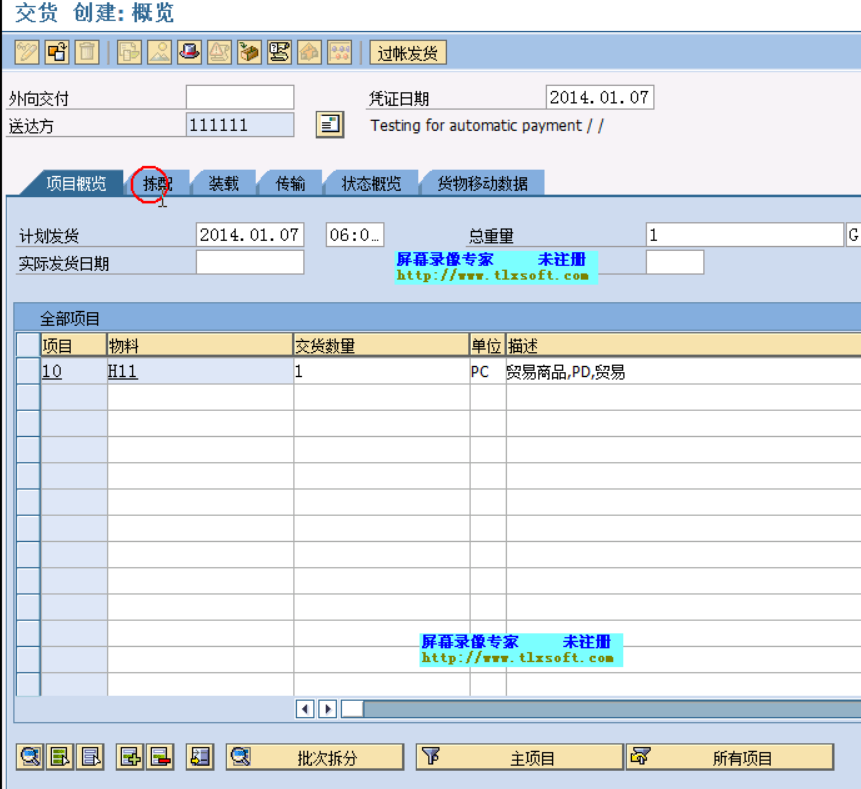 交货 创建: 概览
过帐发货
外向交付 凭证日期 2014.01.07
送达方 111111 Testing for automatic payment / /
项目概览 拣配 装载 传输 状态概览 货物移动数据
计划发货 2014.01.07 06:0… 总重量 1 G
实际发货日期
屏幕录像专家 未注册
http://www.tlxsoft.com
全部项目
项目 物料 交货数量 单位 描述
10 H11 1 PC 贸易商品,PD,贸易
屏幕录像专家 未注册
http://www.tlxsoft.com
批次拆分 主项目 所有项目